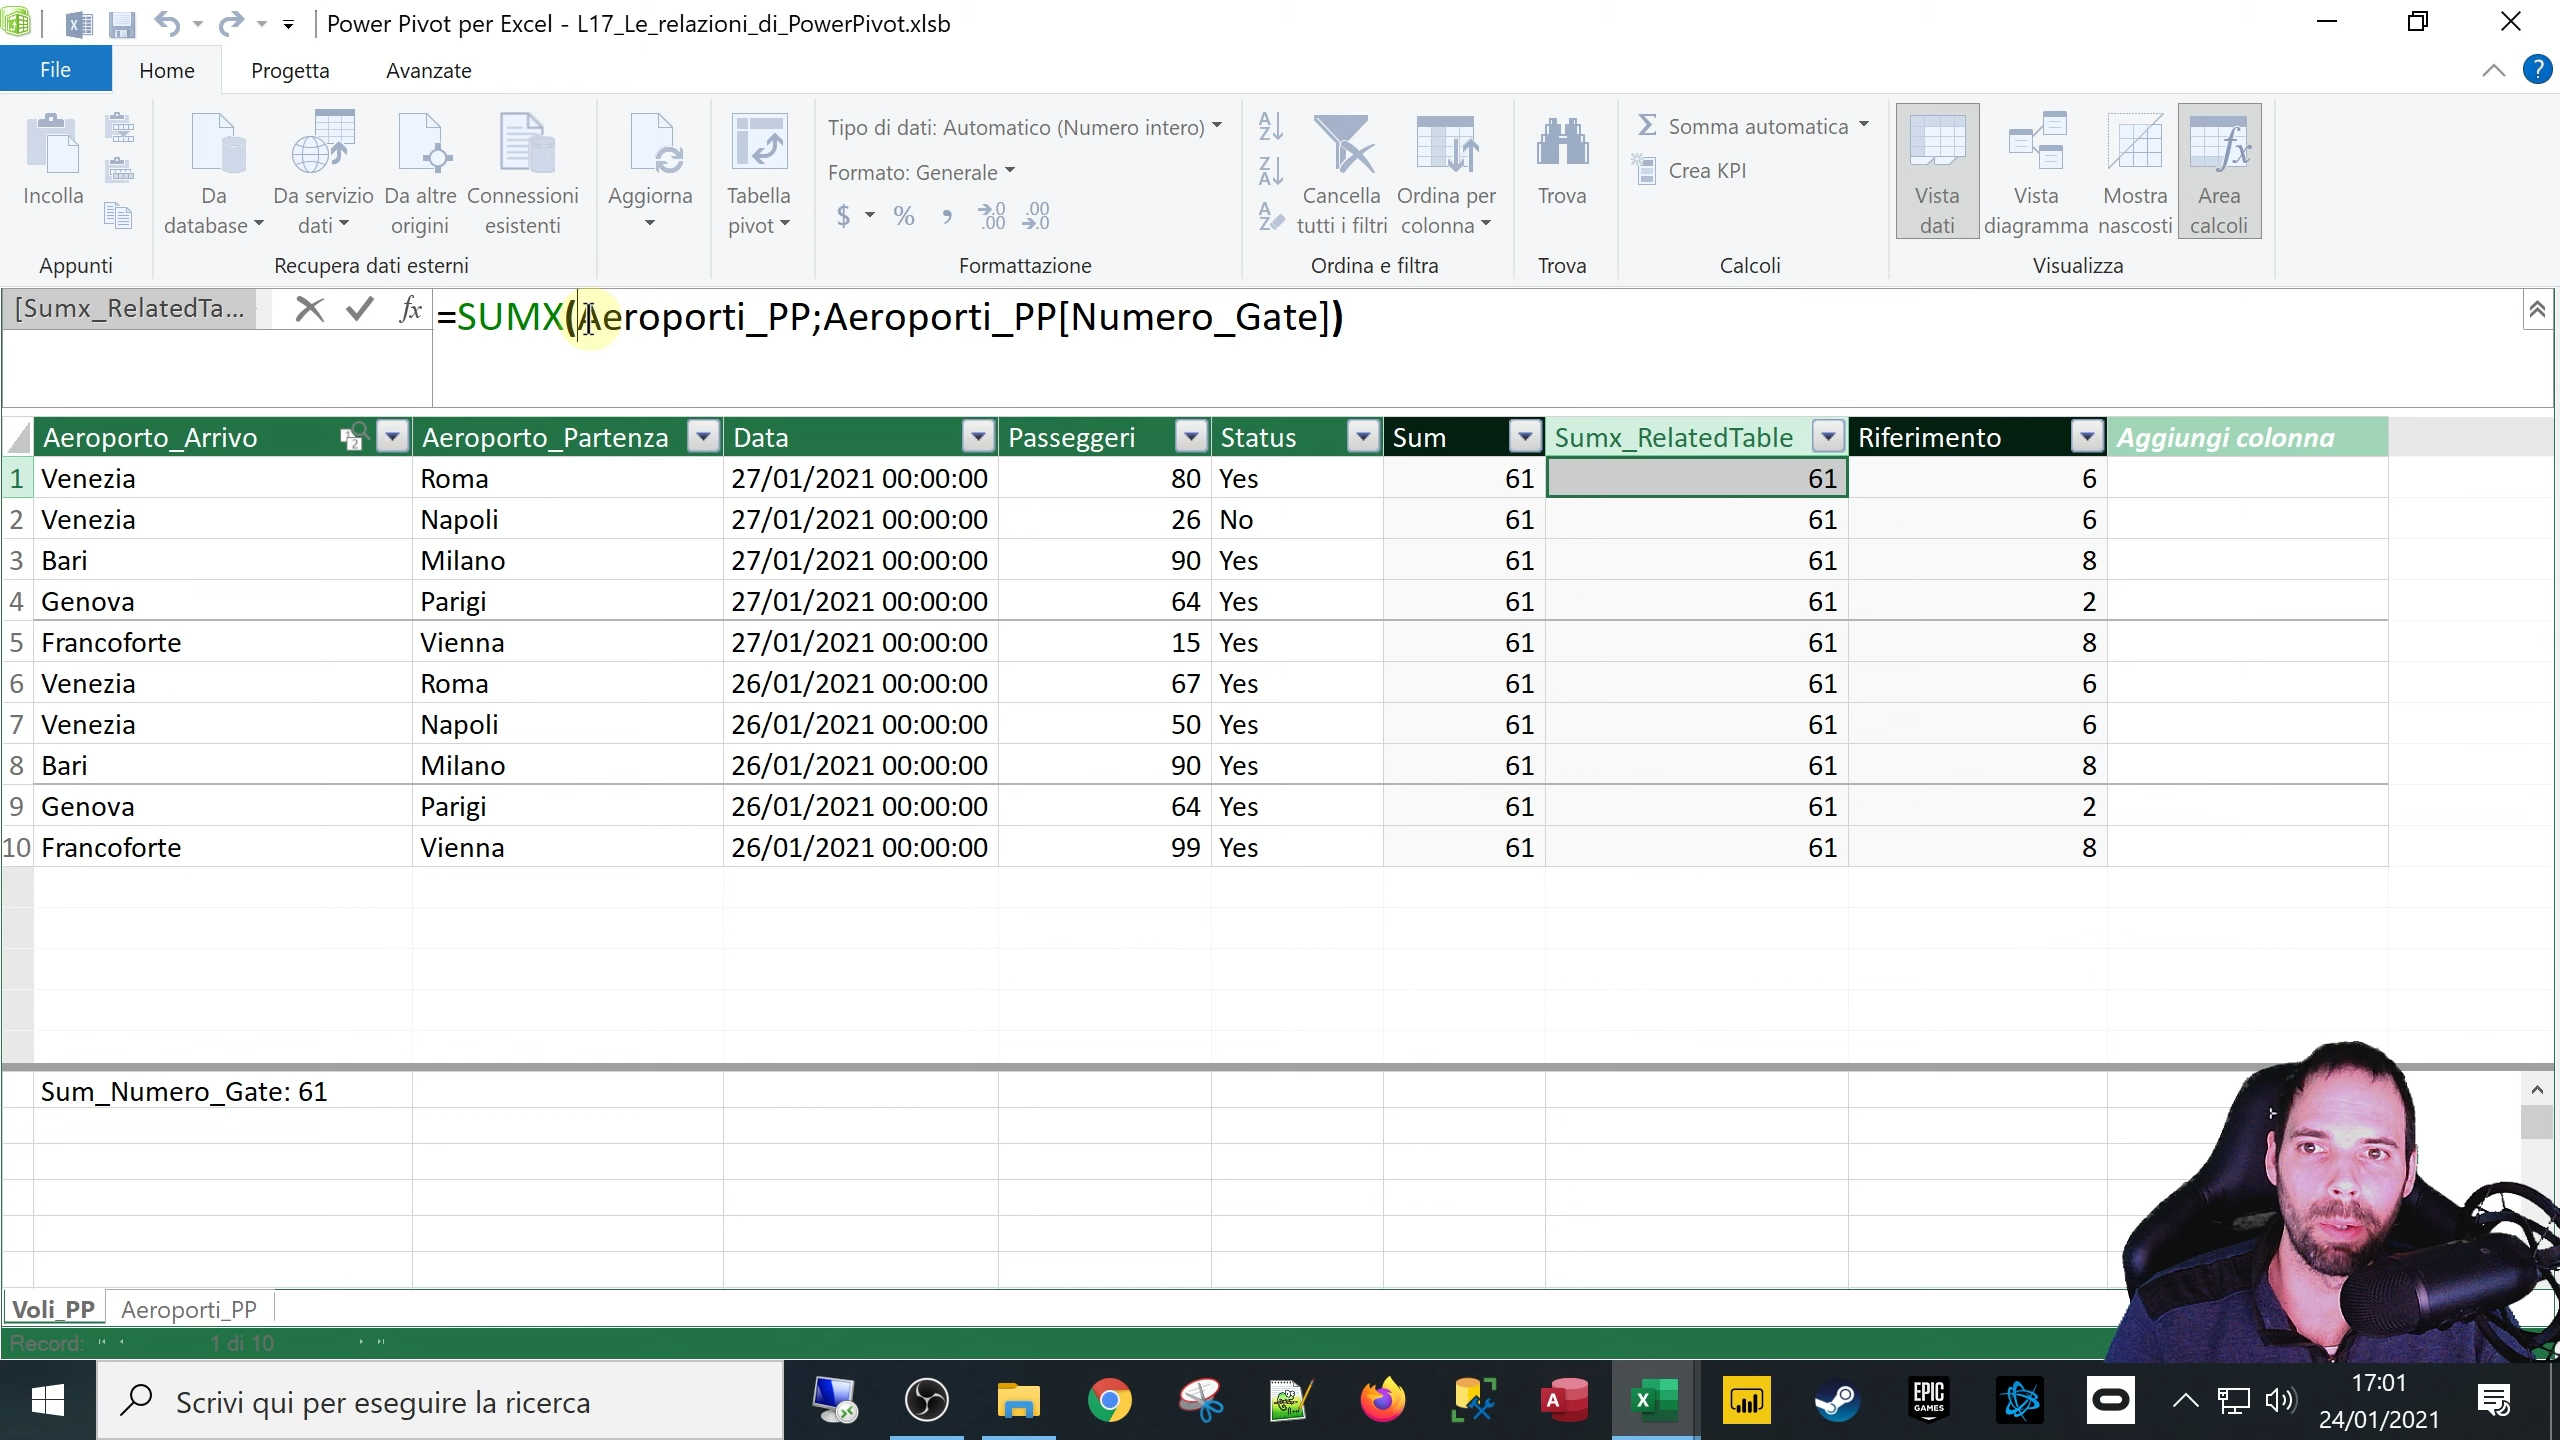 Power Pivot per Excel - L17_Le_relazioni_di_PowerPivot.xlsb
File Home Progetta Avanzate
Incolla
Da database
Da servizio dati
Da altre origini
Connessioni esistenti
Aggiorna
Tabella pivot
Tipo di dati: Automatico (Numero intero)
Formato: Generale
$ % , →.0 .00 .00 →.0
Cancella tutti i filtri
Ordina per colonna
Trova
Somma automatica
Crea KPI
Vista dati
Vista diagramma
Mostra nascosti
Area calcoli
Appunti Recupera dati esterni Formattazione Ordina e filtra Trova Calcoli Visualizza
[Sumx_RelatedTa... fx =SUMX(Aeroporti_PP;Aeroporti_PP[Numero_Gate])
Aeroporto_Arrivo Aeroporto_Partenza Data Passeggeri Status Sum Sumx_RelatedTable Riferimento Aggiungi colonna
1 Venezia Roma 27/01/2021 00:00:00 80 Yes 61 61 6
2 Venezia Napoli 27/01/2021 00:00:00 26 No 61 61 6
3 Bari Milano 27/01/2021 00:00:00 90 Yes 61 61 8
4 Genova Parigi 27/01/2021 00:00:00 64 Yes 61 61 2
5 Francoforte Vienna 27/01/2021 00:00:00 15 Yes 61 61 8
6 Venezia Roma 26/01/2021 00:00:00 67 Yes 61 61 6
7 Venezia Napoli 26/01/2021 00:00:00 50 Yes 61 61 6
8 Bari Milano 26/01/2021 00:00:00 90 Yes 61 61 8
9 Genova Parigi 26/01/2021 00:00:00 64 Yes 61 61 2
10 Francoforte Vienna 26/01/2021 00:00:00 99 Yes 61 61 8
Sum_Numero_Gate: 61
Voli_PP Aeroporti_PP
Record: 1 di 10
Scrivi qui per eseguire la ricerca
EPIC GAMES
17:01
24/01/2021